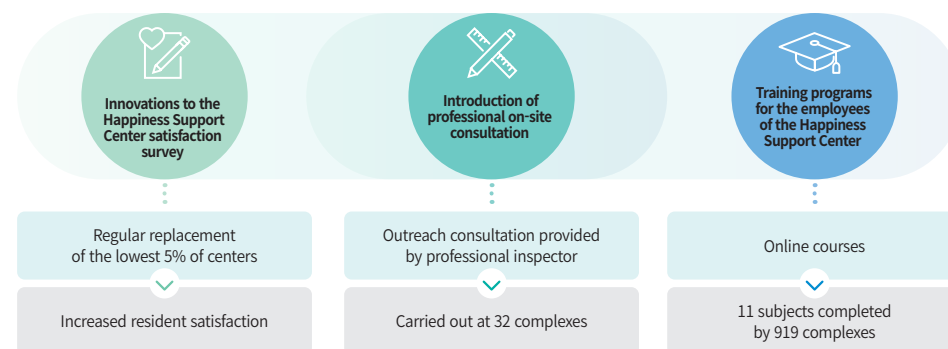 Innovations to the
Happiness Support
Center satisfaction
survey
Regular replacement
of the lowest 5% of centers
Increased resident satisfaction
Introduction of
professional on-site
consultation
Outreach consultation provided
by professional inspector
Carried out at 32 complexes
Training programs
for the employees
of the Happiness
Support Center
Online courses
11 subjects completed
by 919 complexes